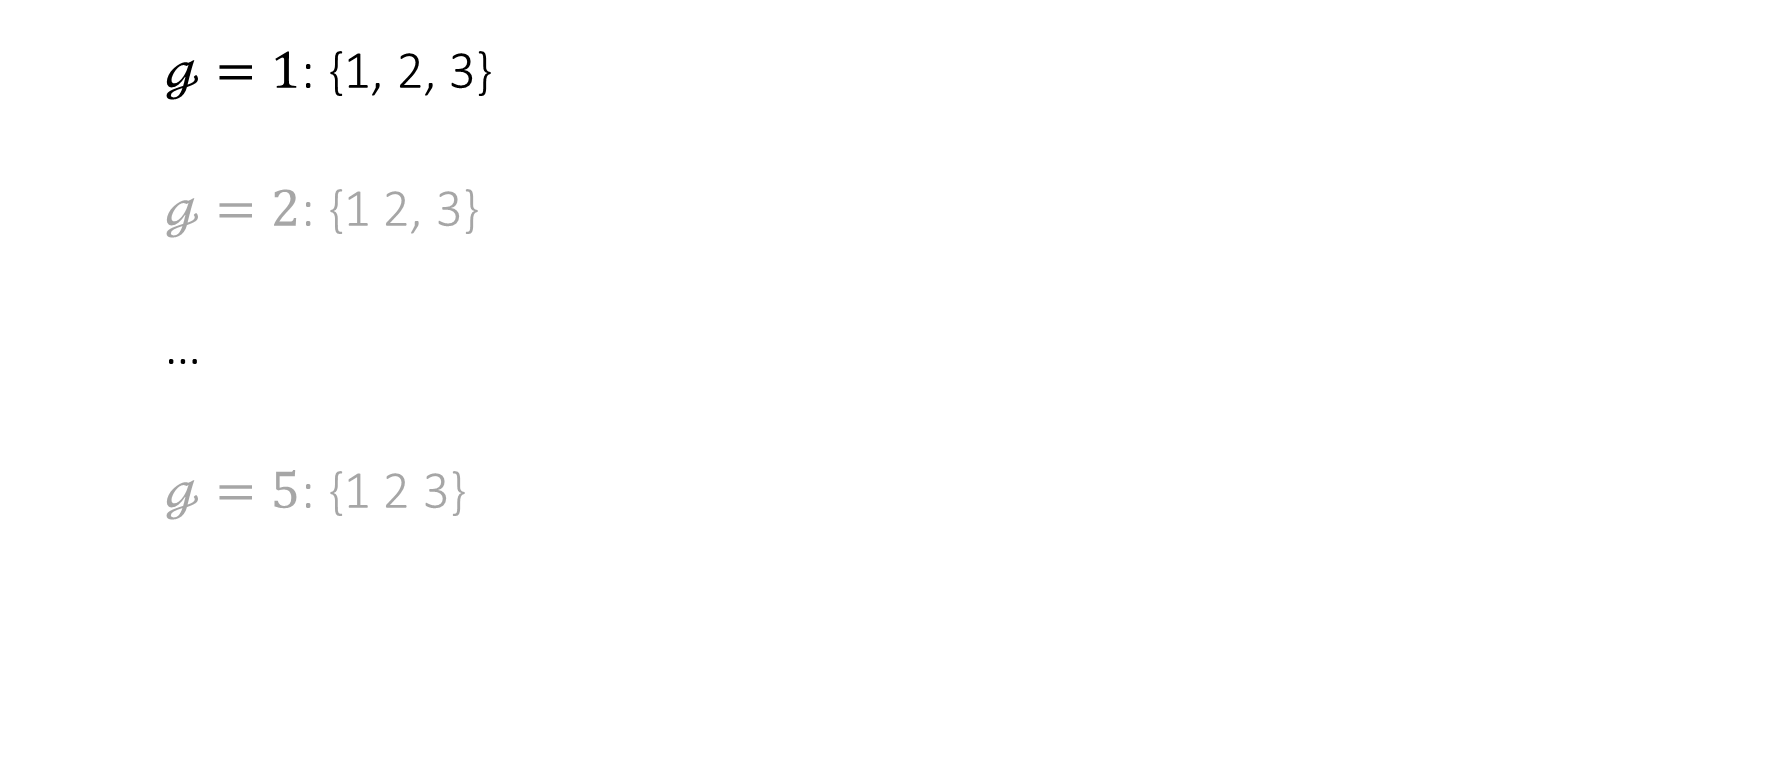 ℊ = 1: {1, 2, 3}
ℊ = 2: {1 2, 3}
…
ℊ = 5: {1 2 3}